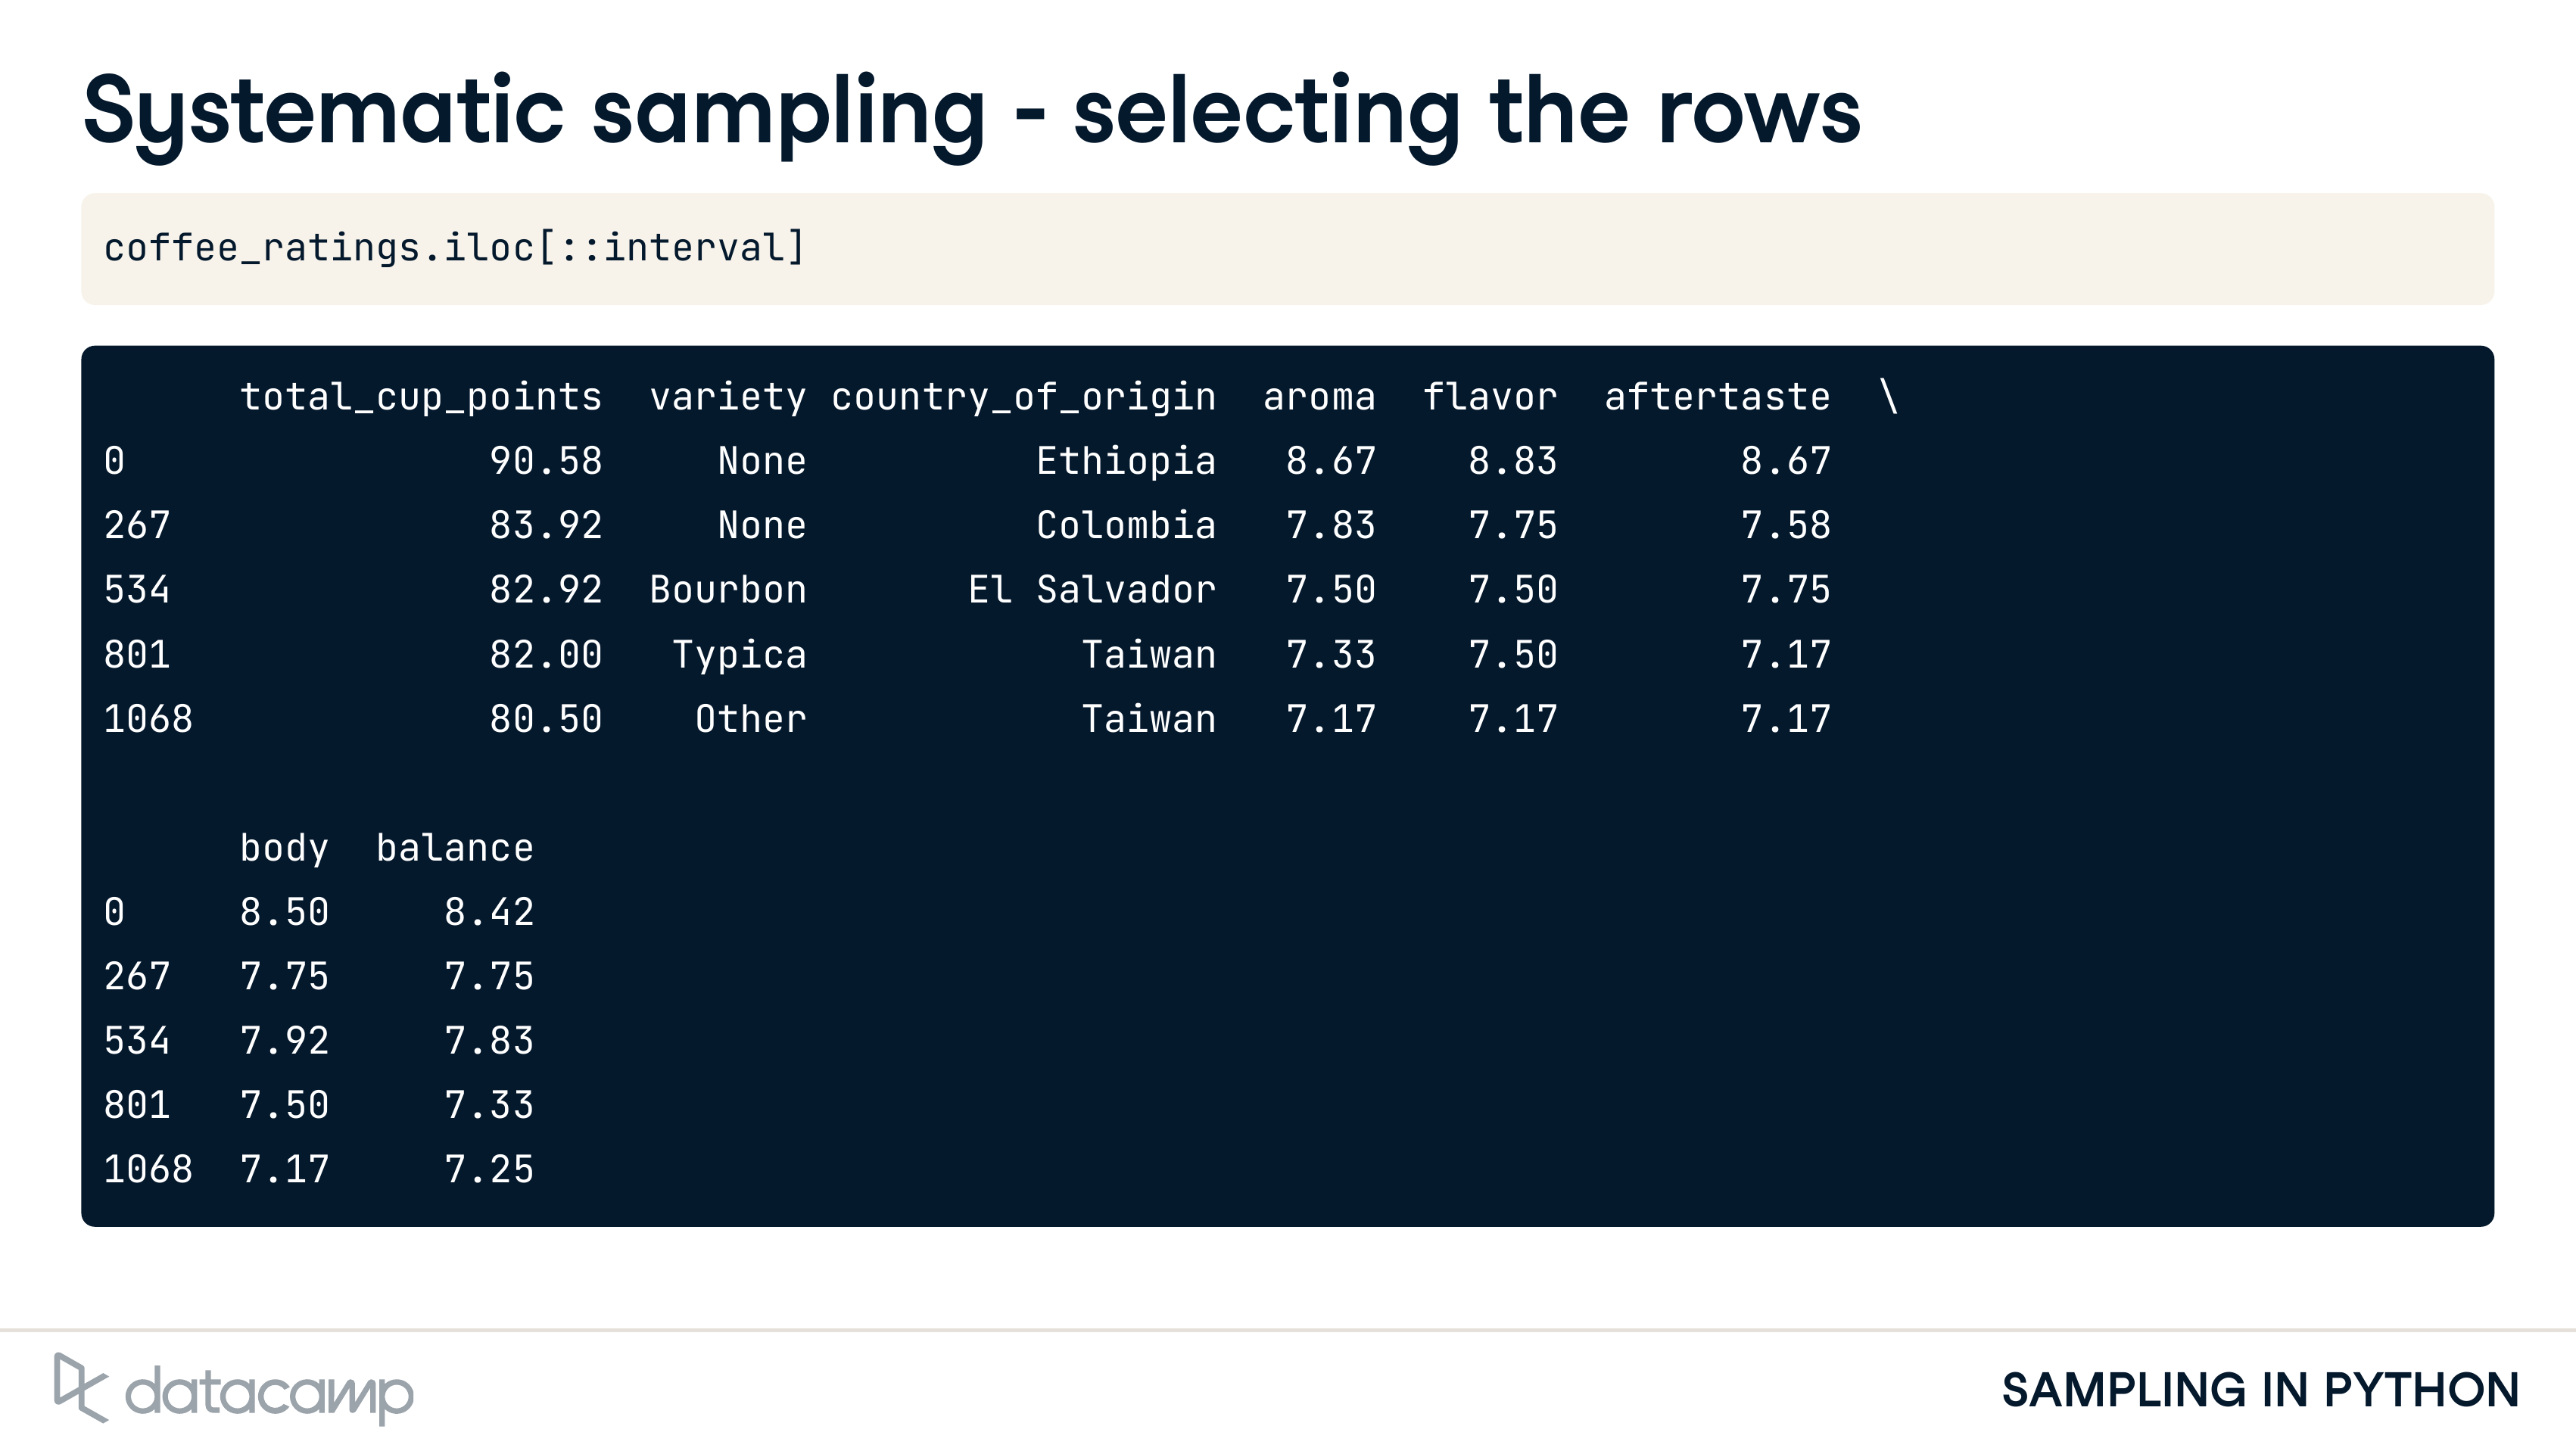 Systematic sampling - selecting the rows
coffee_ratings.iloc[::interval]
      total_cup_points  variety country_of_origin  aroma  flavor  aftertaste  \
0                90.58     None          Ethiopia   8.67    8.83        8.67
267              83.92     None          Colombia   7.83    7.75        7.58
534              82.92  Bourbon       El Salvador   7.50    7.50        7.75
801              82.00   Typica            Taiwan   7.33    7.50        7.17
1068             80.50    Other            Taiwan   7.17    7.17        7.17
      body  balance
0     8.50     8.42
267   7.75     7.75
534   7.92     7.83
801   7.50     7.33
1068  7.17     7.25
datacamp
SAMPLING IN PYTHON